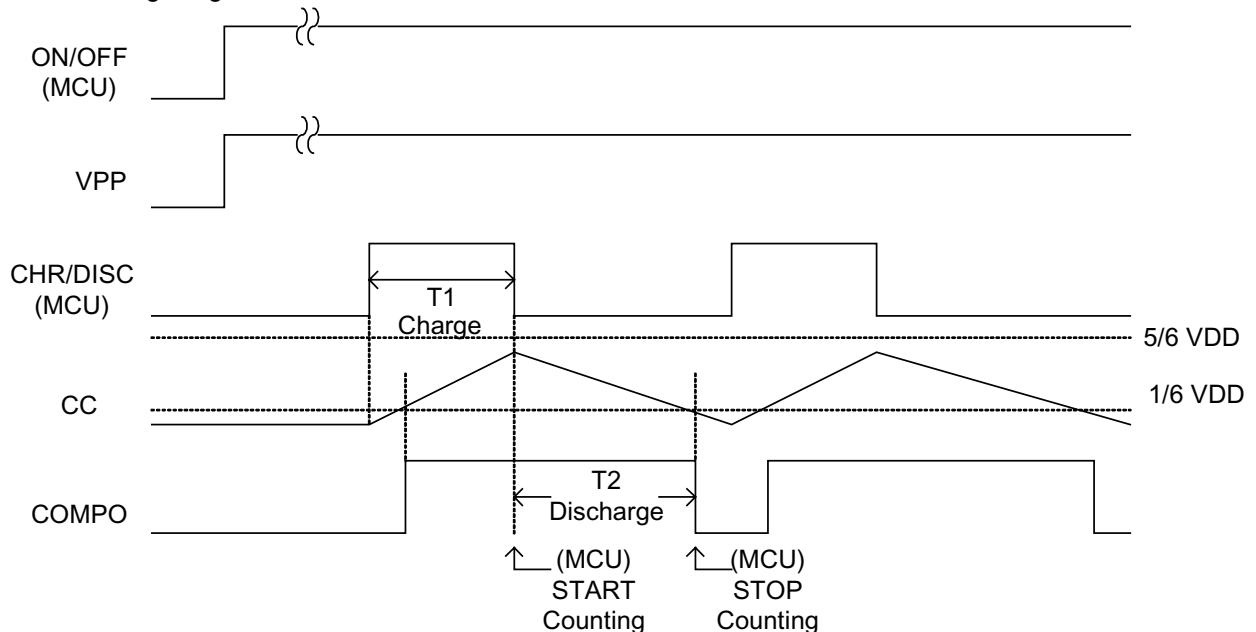 ON/OFF
(MCU)
VPP
CHR/DISC
(MCU)
T1
Charge
5/6 VDD
CC
1/6 VDD
COMPO
T2
Discharge
(MCU)
START
Counting
(MCU)
STOP
Counting